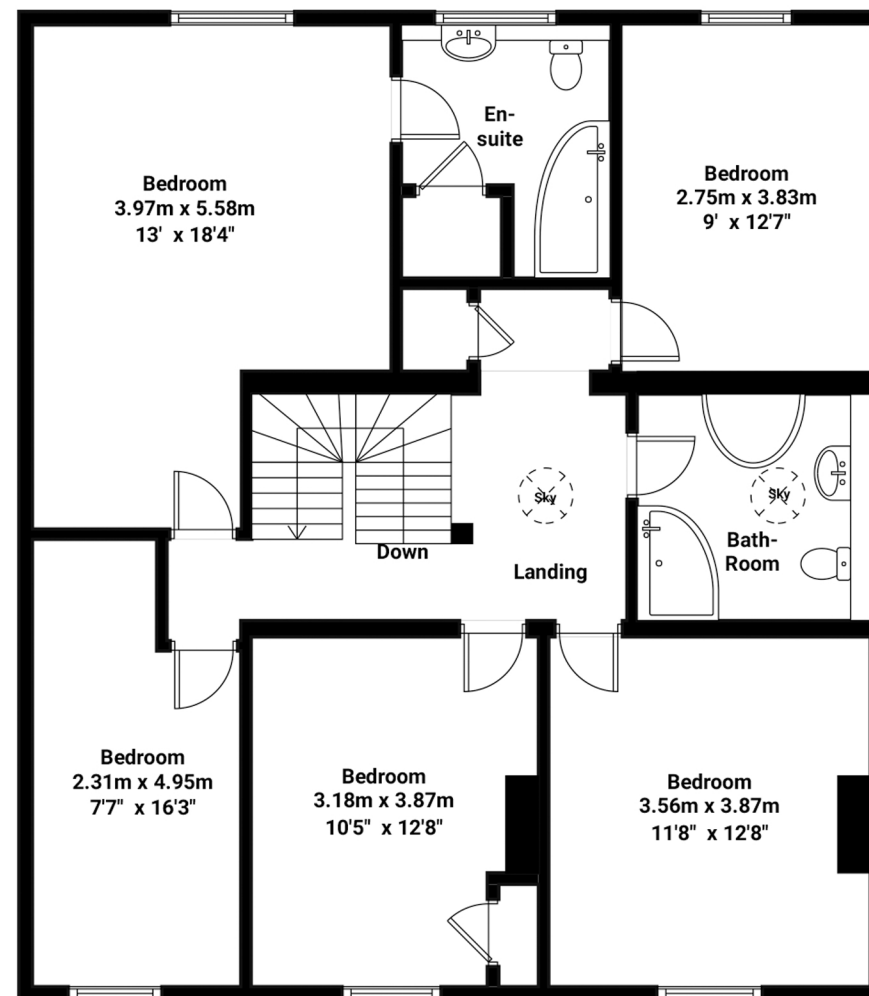 Bedroom
3.97m x 5.58m
13' x 18'4"
En-
suite
Bedroom
2.75m x 3.83m
9' x 12'7"
Sky
Sky
Down
Landing
Bath-
Room
Bedroom
2.31m x 4.95m
7'7" x 16'3"
Bedroom
3.18m x 3.87m
10'5" x 12'8"
Bedroom
3.56m x 3.87m
11'8" x 12'8"